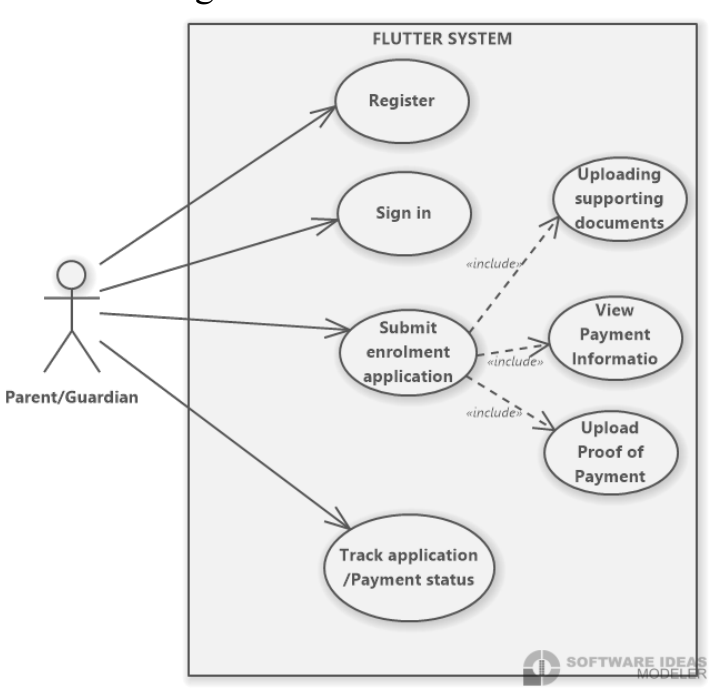 FLUTTER SYSTEM
Register
Uploading
supporting
documents
Sign in
«include»
Submit
enrolment
application
View
Payment
Informatio
«include»
Parent/Guardian
«include»
Upload
Proof of
Payment
Track application
/Payment status
SOFTWARE IDEAS
MODELER